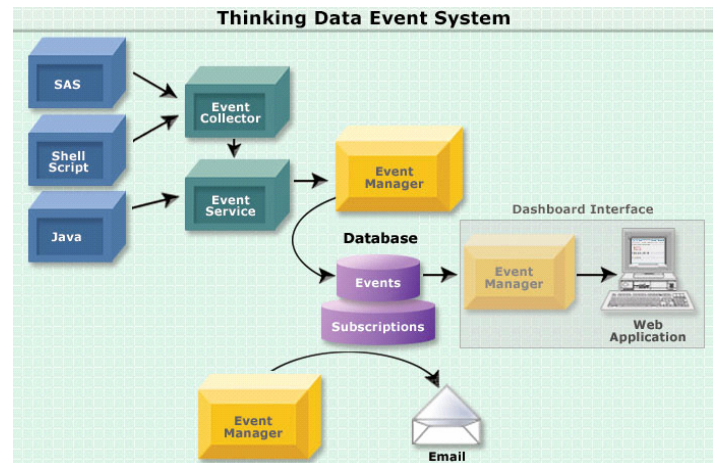 Thinking Data Event System
SAS
Shell
Script
Java
Event
Collector
Event
Service
Event
Manager
Database
Events
Subscriptions
Dashboard Interface
Event
Manager
Web
Application
Event
Manager
Email